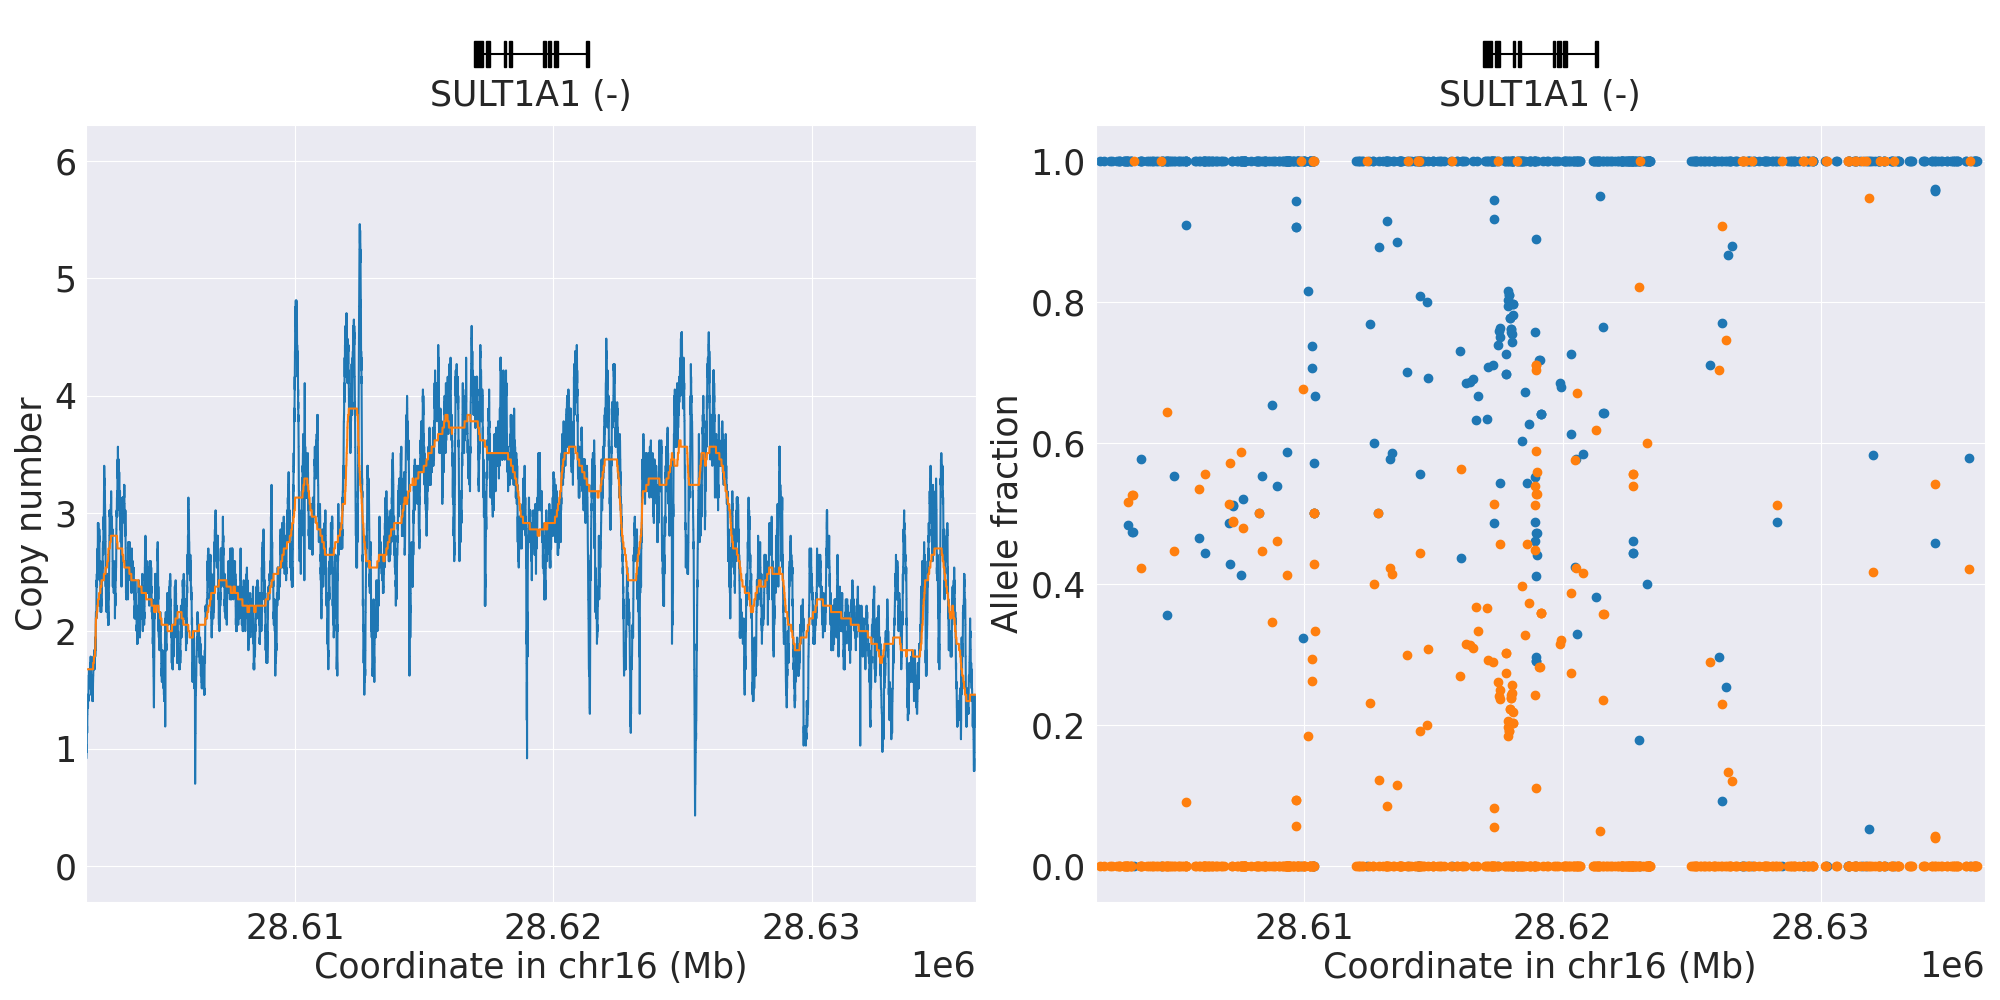 SULT1A1 (-)
Copy number
6
5
4
3
2
1
0
28.61
28.62
28.63
Coordinate in chr16 (Mb)
1e6
SULT1A1 (-)
Allele fraction
1.0
0.8
0.6
0.4
0.2
0.0
28.61
28.62
28.63
Coordinate in chr16 (Mb)
1e6